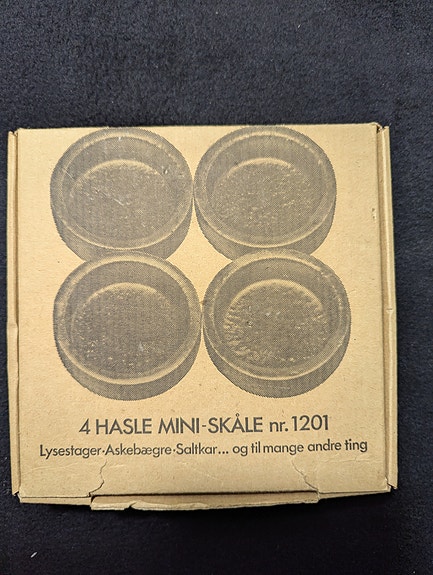 4 HASLE MINI-SKÅLE nr. 1201
Lysestager·Askebægre·Saltkar... og til mange andre ting